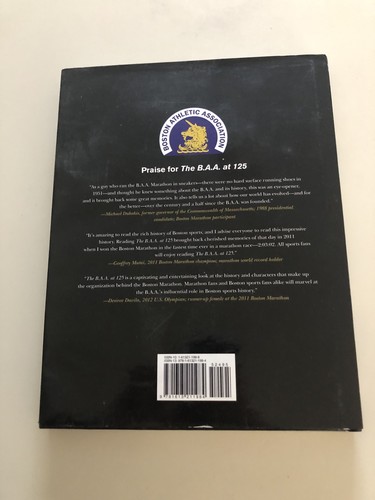 BOSTON ATHLETIC ASSOCIATION
Praise for The B.A.A. at 125
"As a guy who ran the B.A.A. Marathon in sneakers—there were no hard surface running shoes in
1951—and thought he knew something about the B.A.A. and its history, this was an eye-opener,
and it brought back some great memories. It also tells us a lot about how our world has evolved—and for
the better—over the century and a half since the B.A.A. was founded."
—Michael Dukakis, former governor of the Commonwealth of Massachusetts, 1988 presidential
candidate, Boston Marathon participant
"It's amazing to read the rich history of Boston sports, and I advise everyone to read this impressive
history. Reading The B.A.A. at 125 brought back cherished memories of that day in 2011
when I won the Boston Marathon in the fastest time ever in a marathon race—2:03:02. All sports fans
will enjoy reading The B.A.A. at 125."
—Geoffrey Mutai, 2011 Boston Marathon champion, marathon world record holder
"The B.A.A. at 125 is a captivating and entertaining look at the history and characters that make up
the organization behind the Boston Marathon. Marathon fans and Boston sports fans alike will marvel at
the B.A.A.'s influential role in Boston sports history."
—Desiree Davila, 2012 U.S. Olympian; runner-up female at the 2011 Boston Marathon